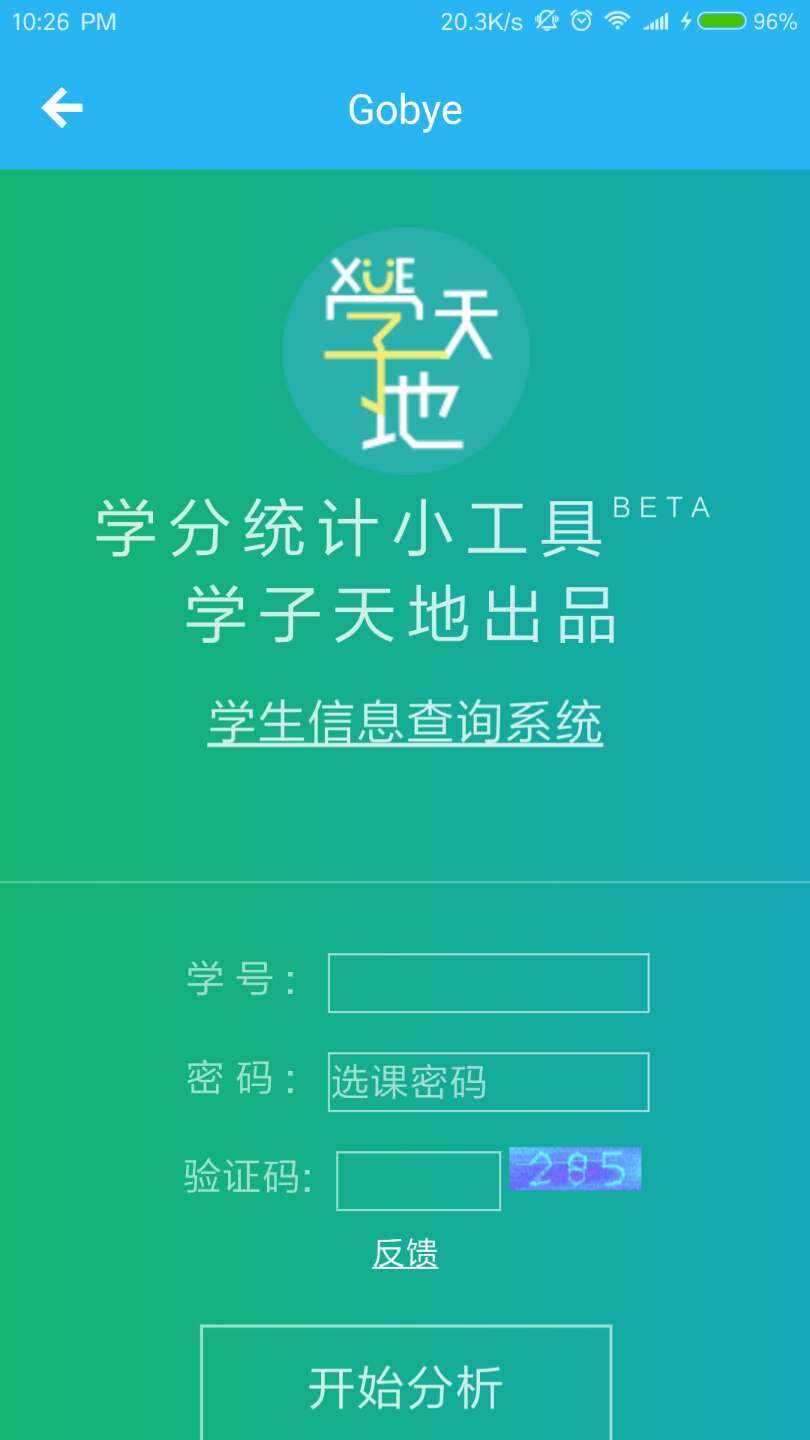 10:26 PM 20.3K/s 96%
Gobye
XUE
學天
地
学分统计小工具BETA
学子天地出品
学生信息查询系统
学 号：
密 码： 选课密码
验证码: 285
反馈
开始分析